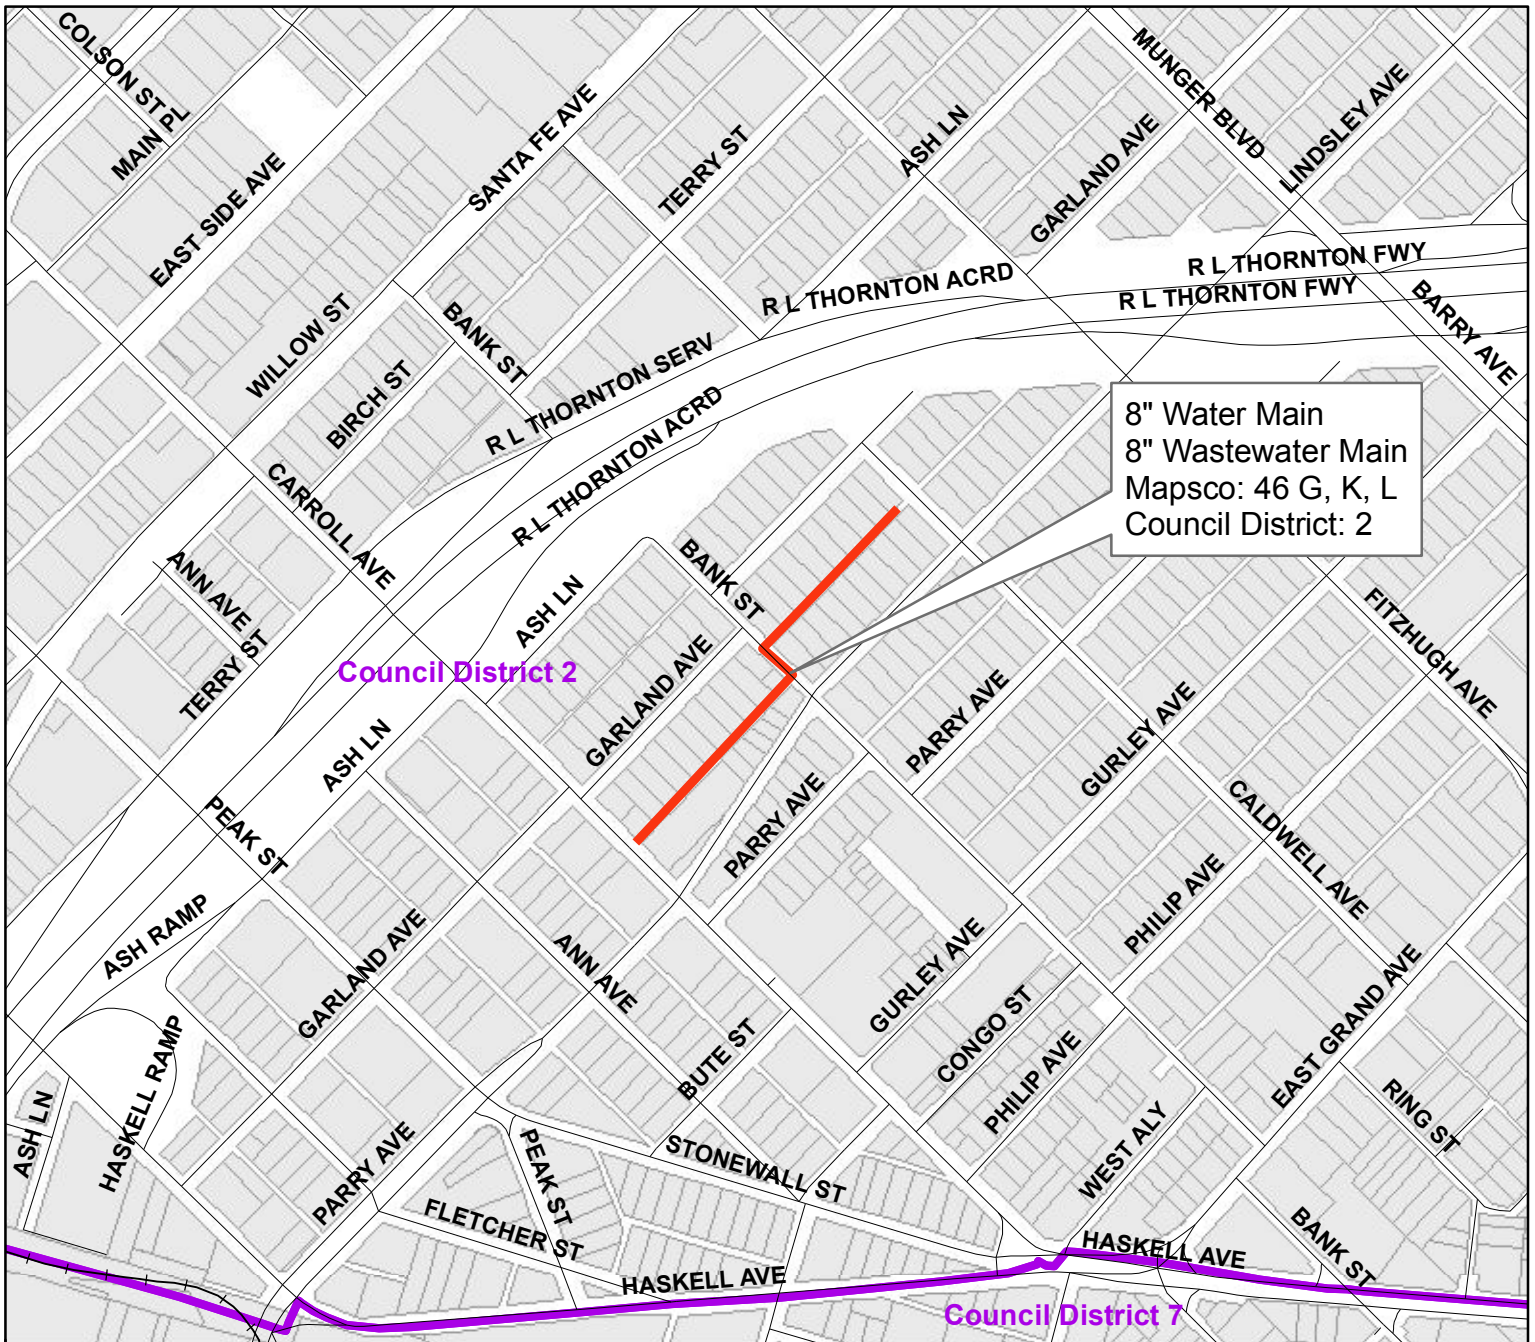 COLSON ST PL
MAIN PL
EAST SIDE AVE
SANTA FE AVE
TERRY ST
ASH LN
MUNGER BLVD
LINDSLEY AVE
GARLAND AVE
R L THORNTON FWY
R L THORNTON ACRD
R L THORNTON FWY
BARRY AVE
WILLOW ST
BANK ST
BIRCH ST
R L THORNTON SERV
R L THORNTON ACRD
8" Water Main
8" Wastewater Main
Mapsco: 46 G, K, L
Council District: 2
CARROLL AVE
ANN AVE
TERRY ST
ASH LN
BANK ST
FITZHUGH AVE
Council District 2
GARLAND AVE
PARRY AVE
GURLEY AVE
ASH LN
PEAK ST
PARRY AVE
CALDWELL AVE
PHILIP AVE
ASH RAMP
GARLAND AVE
ANN AVE
GURLEY AVE
EAST GRAND AVE
CONGO ST
HASKELL RAMP
BUTE ST
PHILIP AVE
RING ST
ASH LN
WEST ALY
PARRY AVE
PEAK ST
STONEWALL ST
FLETCHER ST
BANK ST
HASKELL AVE
HASKELL AVE
Council District 7